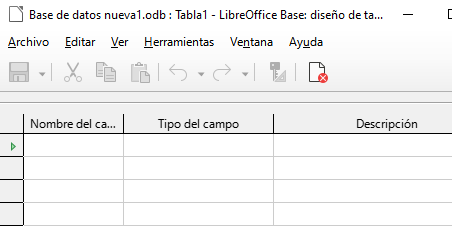 Base de datos nueva1.odb : Tabla1 - LibreOffice Base: diseño de ta...
Archivo Editar Ver Herramientas Ventana Ayuda
Nombre del ca... Tipo del campo Descripción